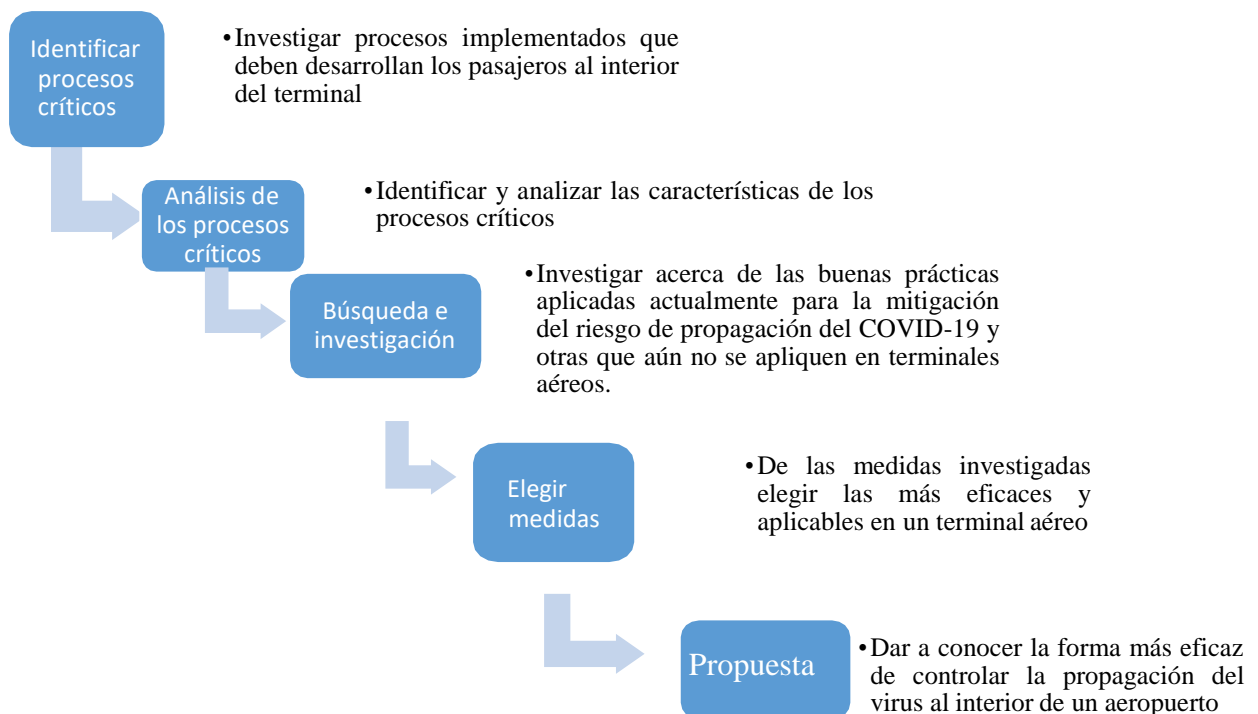 Identificar
procesos
críticos
•Investigar procesos implementados que
deben desarrollan los pasajeros al interior
del terminal
Análisis de
los procesos
críticos
•Identificar y analizar las características de los
procesos críticos
Búsqueda e
investigación
•Investigar acerca de las buenas prácticas
aplicadas actualmente para la mitigación
del riesgo de propagación del COVID-19 y
otras que aún no se apliquen en terminales
aéreos.
Elegir
medidas
•De las medidas investigadas
elegir las más eficaces y
aplicables en un terminal aéreo
Propuesta
•Dar a conocer la forma más eficaz
de controlar la propagación del
virus al interior de un aeropuerto